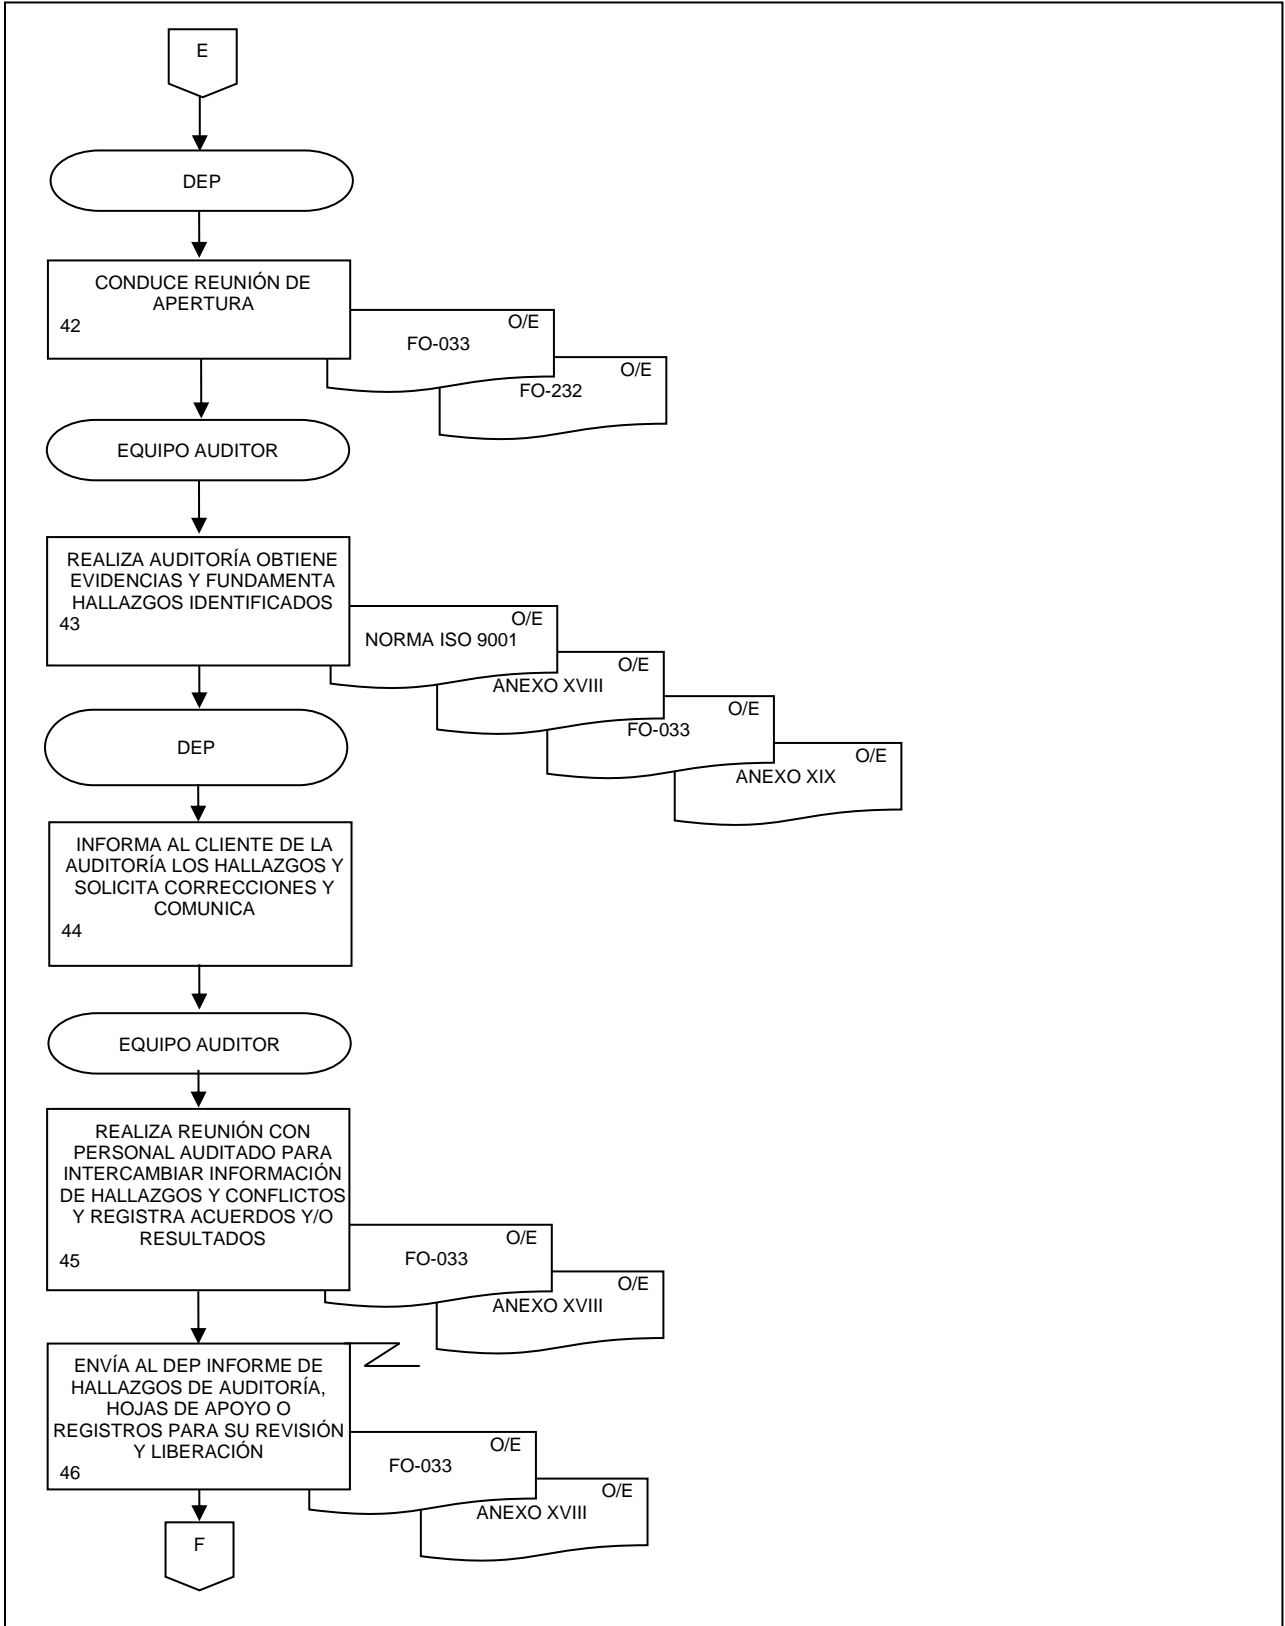 E
DEP
CONDUCE REUNIÓN DE
APERTURA
42
O/E
FO-033
O/E
FO-232
EQUIPO AUDITOR
REALIZA AUDITORÍA OBTIENE
EVIDENCIAS Y FUNDAMENTA
HALLAZGOS IDENTIFICADOS
43
O/E
NORMA ISO 9001
O/E
ANEXO XVIII
O/E
FO-033
O/E
ANEXO XIX
DEP
INFORMA AL CLIENTE DE LA
AUDITORÍA LOS HALLAZGOS Y
SOLICITA CORRECCIONES Y
COMUNICA
44
EQUIPO AUDITOR
REALIZA REUNIÓN CON
PERSONAL AUDITADO PARA
INTERCAMBIAR INFORMACIÓN
DE HALLAZGOS Y CONFLICTOS
Y REGISTRA ACUERDOS Y/O
RESULTADOS
45
O/E
FO-033
O/E
ANEXO XVIII
ENVÍA AL DEP INFORME DE
HALLAZGOS DE AUDITORÍA,
HOJAS DE APOYO O
REGISTROS PARA SU REVISIÓN
Y LIBERACIÓN
46
O/E
FO-033
O/E
ANEXO XVIII
F